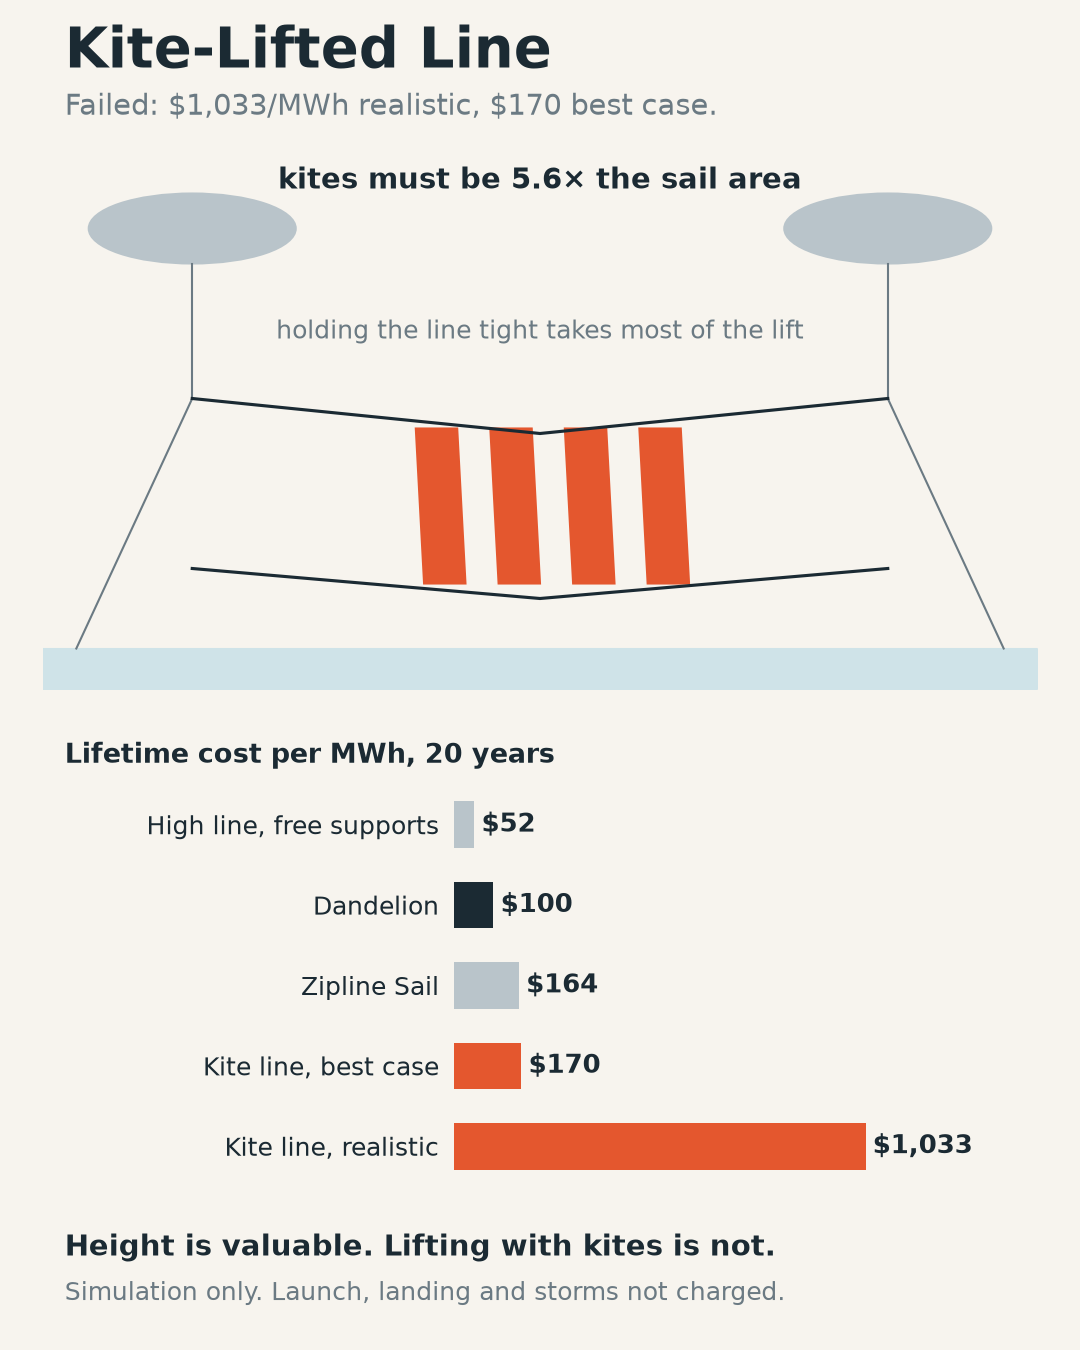 Kite-Lifted Line
Failed: $1,033/MWh realistic, $170 best case.
kites must be 5.6× the sail area
holding the line tight takes most of the lift
Lifetime cost per MWh, 20 years
High line, free supports $52
Dandelion $100
Zipline Sail $164
Kite line, best case $170
Kite line, realistic $1,033
Height is valuable. Lifting with kites is not.
Simulation only. Launch, landing and storms not charged.